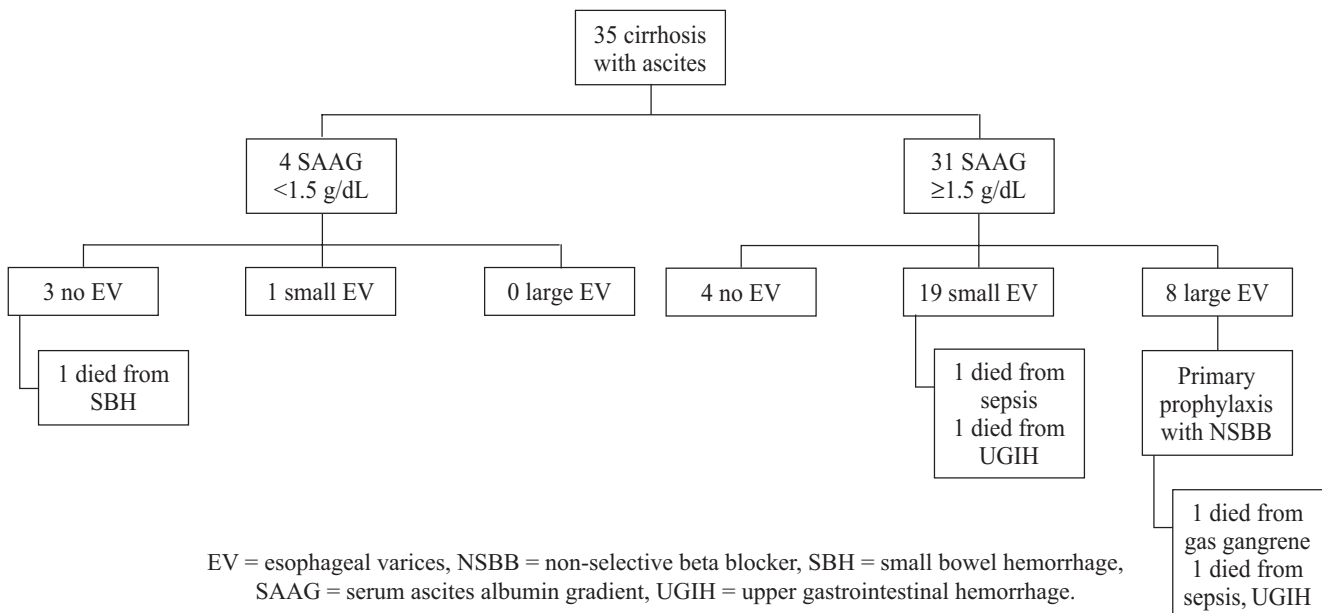 35 cirrhosis
with ascites
4 SAAG
<1.5 g/dL
31 SAAG
≥1.5 g/dL
3 no EV
1 small EV
0 large EV
4 no EV
19 small EV
8 large EV
1 died from
SBH
1 died from
sepsis
1 died from
UGIH
Primary
prophylaxis
with NSBB
1 died from
gas gangrene
1 died from
sepsis, UGIH
EV = esophageal varices, NSBB = non-selective beta blocker, SBH = small bowel hemorrhage,
SAAG = serum ascites albumin gradient, UGIH = upper gastrointestinal hemorrhage.